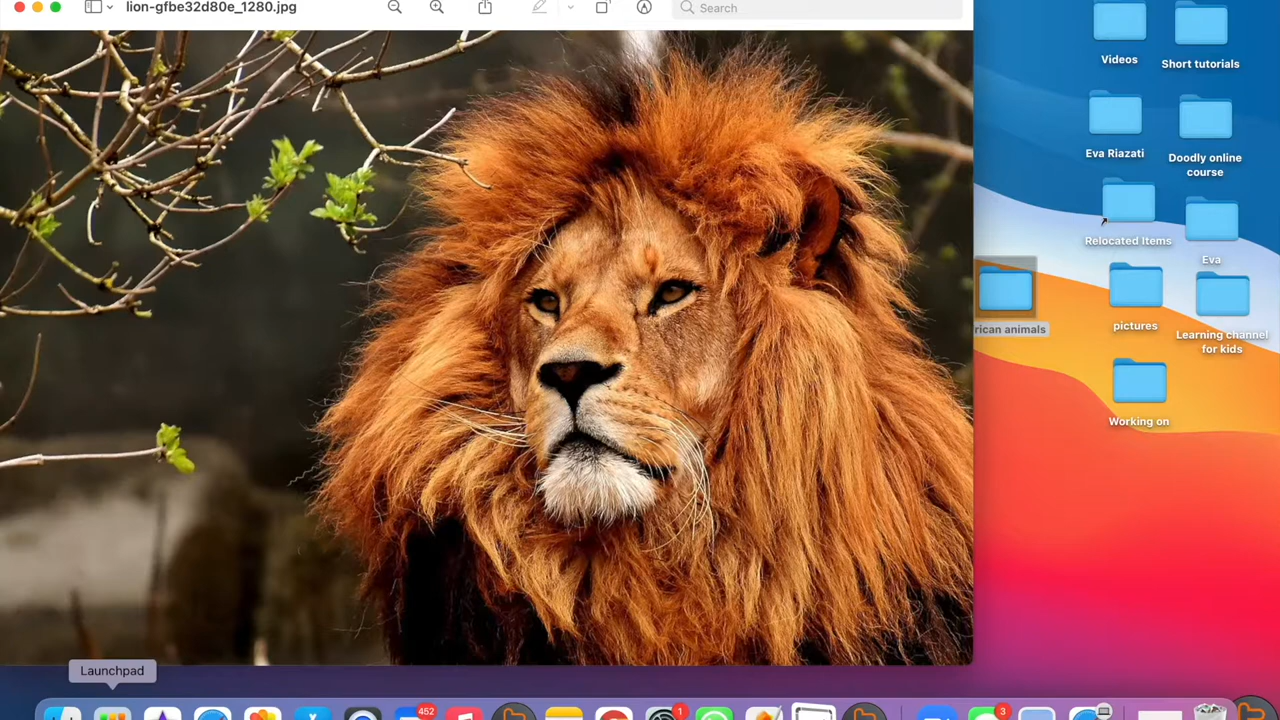 lion-gfbe32d80e_1280.jpg
Search
Videos
Short tutorials
Eva Riazati
Doodly online
course
Relocated Items
Eva
rican animals
pictures
Learning channel
for kids
Working on
Launchpad
452
1
3